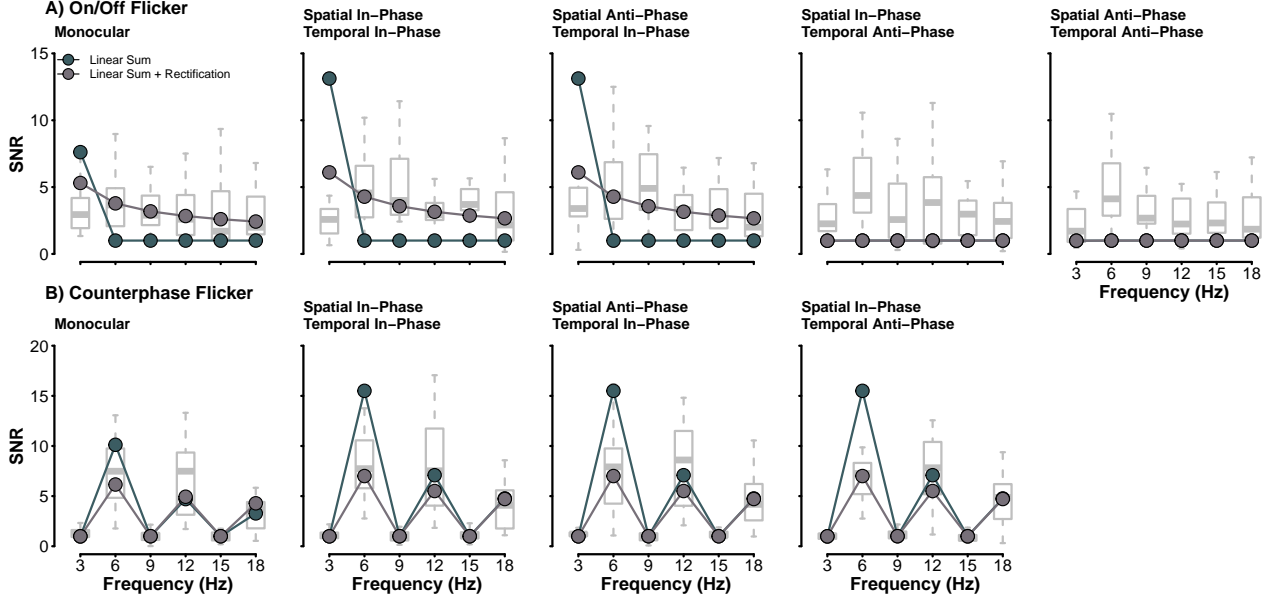 A) On/Off Flicker
Monocular
Spatial In−Phase
Temporal In−Phase
Spatial Anti−Phase
Temporal In−Phase
Spatial In−Phase
Temporal Anti−Phase
Spatial Anti−Phase
Temporal Anti−Phase
15
10
5
0
SNR
Linear Sum
Linear Sum + Rectification
3 6 9 12 15 18
Frequency (Hz)
B) Counterphase Flicker
Monocular
Spatial In−Phase
Temporal In−Phase
Spatial Anti−Phase
Temporal In−Phase
Spatial In−Phase
Temporal Anti−Phase
20
15
10
5
0
SNR
3 6 9 12 15 18
Frequency (Hz)
3 6 9 12 15 18
Frequency (Hz)
3 6 9 12 15 18
Frequency (Hz)
3 6 9 12 15 18
Frequency (Hz)